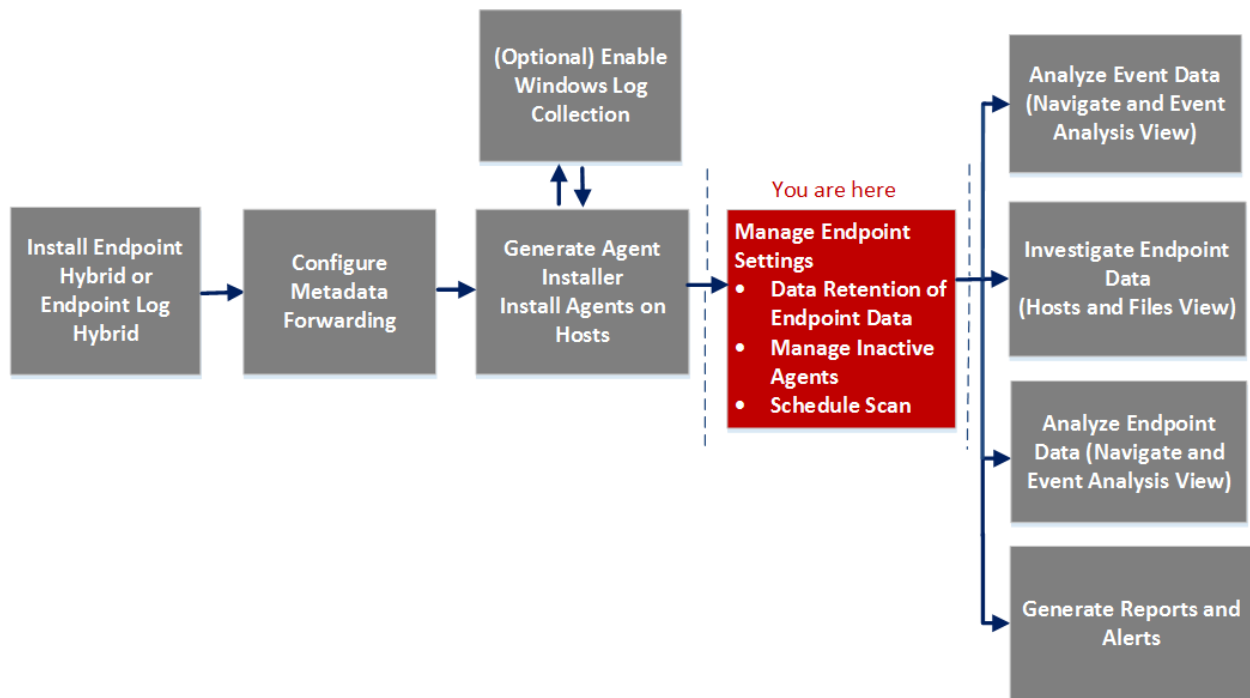 (Optional) Enable
Windows Log
Collection
Install Endpoint
Hybrid or
Endpoint Log
Hybrid
Configure
Metadada
Forwarding
Generate Agent
Installer
Install Agents on
Hosts
You are here
Manage Endpoint
Settings
• Data Retention of
Endpoint Data
• Manage Inactive
Agents
• Schedule Scan
Analyze Event Data
(Navigate and Event
Analysis View)
Investigate Endpoint
Data
(Hosts and Files View)
Analyze Endpoint
Data (Navigate and
Event Analysis View)
Generate Reports and
Alerts